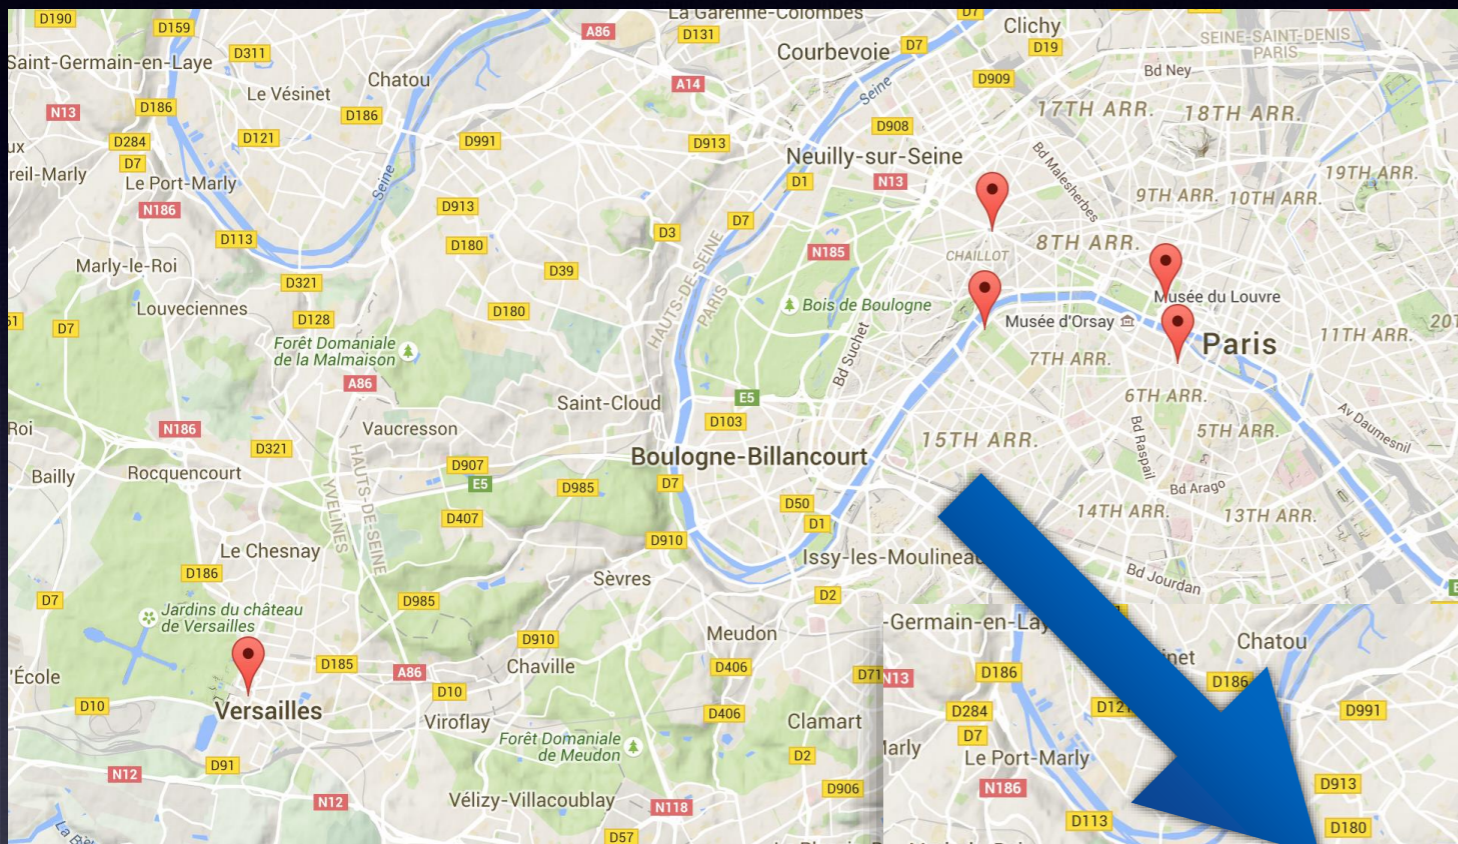 D190
D159
La Garenne-Colombes
D7
Clichy
A86
D131
SEINE-SAINT-DENIS
PARIS
Saint-Germain-en-Laye
D311
Courbevoie
D7
D19
Bd Ney
Chatou
A14
D909
Le Vésinet
Seine
N13
D186
D186
17TH ARR.
18TH ARR.
D908
D284
D121
D991
D913
Neuilly-sur-Seine
Bd Malesherbes
D7
reil-Marly
Le Port-Marly
Seine
D1
N13
19TH ARR.
9TH ARR.
10TH ARR.
N186
D913
D7
D3
D113
D180
HAUTS-DE-SEINE
PARIS
N185
8TH ARR.
CHAILLOT
Marly-le-Roi
D39
D321
Louveciennes
Bois de Boulogne
Musée du Louvre
D180
D7
D128
Musée d'Orsay
11TH ARR.
Forêt Domaniale
de la Malmaison
Bd Suchet
7TH ARR.
Paris
A86
E5
6TH ARR.
Saint-Cloud
D103
Av Daumesnil
Roi
N186
Vaucresson
Bd Raspail
5TH ARR.
D321
15TH ARR.
Boulogne-Billancourt
Bailly
Rocquencourt
YVELINES
HAUTS-DE-SEINE
D907
E5
D985
D7
Bd Arago
D50
D407
D1
14TH ARR.
13TH ARR.
D910
Le Chesnay
Issy-les-Moulineau
D186
Sèvres
Bd Jourdan
D7
Jardins du château
de Versailles
D985
D2
-Germain-en-Lay
Meudon
D910
Chatou
'École
D185
A86
Chaville
D406
D71
N13
D186
inet
D186
D10
Versailles
D10
Viroflay
D406
Clamart
D284
D121
D991
Forêt Domaniale
de Meudon
D7
D91
D2
Le Port-Marly
N12
N12
Vélizy-Villacoublay
N118
D906
N186
D913
D57
D113
D180